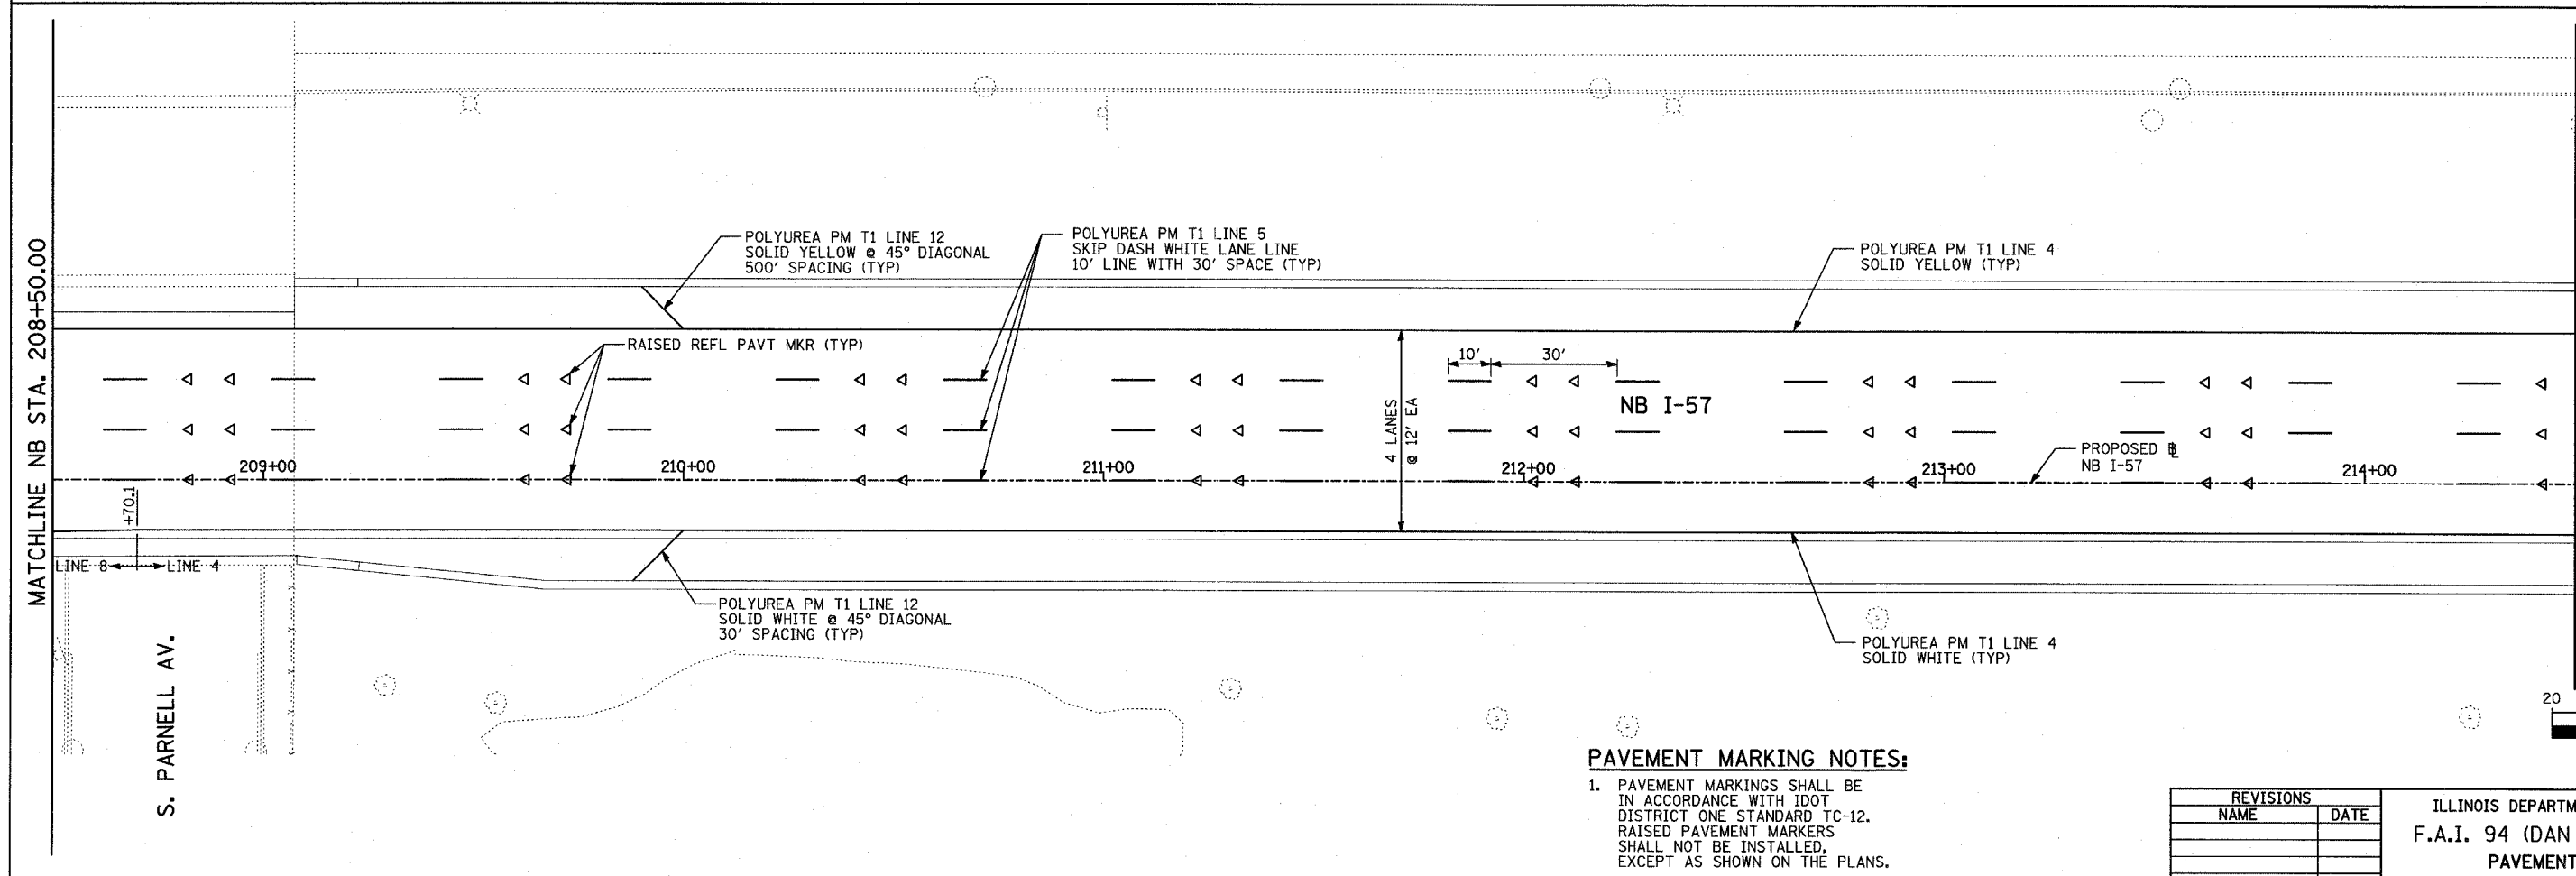 MATCHLINE NB STA. 208+50.00
POLYUREA PM T1 LINE 12
SOLID YELLOW @ 45° DIAGONAL
500' SPACING (TYP)
POLYUREA PM T1 LINE 5
SKIP DASH WHITE LANE LINE
10' LINE WITH 30' SPACE (TYP)
POLYUREA PM T1 LINE 4
SOLID YELLOW (TYP)
RAISED REFL PAVT MKR (TYP)
10'
30'
4 LANES
@ 12' EA
NB I-57
209+00
210+00
211+00
212+00
213+00
214+00
PROPOSED ℄
NB I-57
+70.1
LINE 8
LINE 4
POLYUREA PM T1 LINE 12
SOLID WHITE @ 45° DIAGONAL
30' SPACING (TYP)
POLYUREA PM T1 LINE 4
SOLID WHITE (TYP)
S. PARNELL AV.
20
PAVEMENT MARKING NOTES:
1. PAVEMENT MARKINGS SHALL BE
IN ACCORDANCE WITH IDOT
DISTRICT ONE STANDARD TC-12.
RAISED PAVEMENT MARKERS
SHALL NOT BE INSTALLED,
EXCEPT AS SHOWN ON THE PLANS.
REVISIONS
NAME DATE
ILLINOIS DEPARTM
F.A.I. 94 (DAN
PAVEMENT